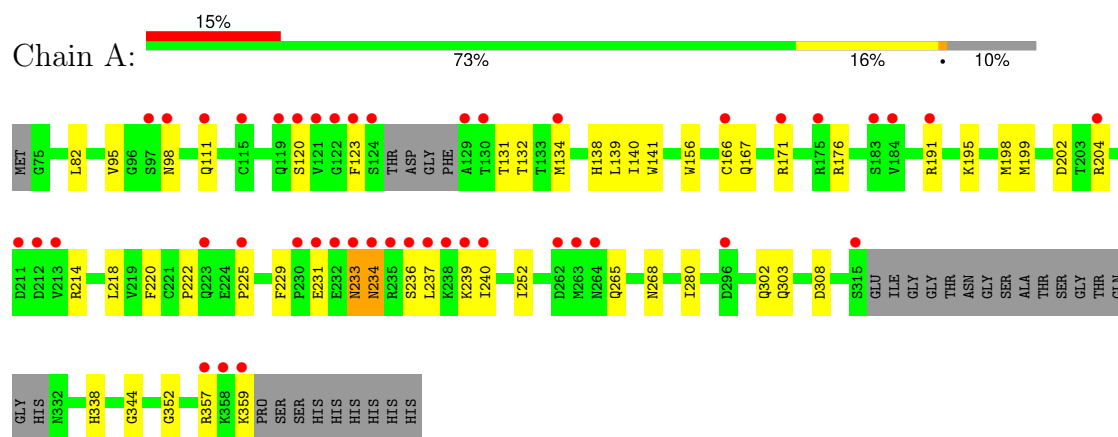 15%
Chain A:
73% 16% • 10%
MET G75 L82 V95 G96 S97 N98 Q111 C115 Q119 S120 V121 G122 F123 S124 THR ASP GLY PHE A129 T130 T131 T132 T133 M134 H138 L139 I140 W141 W156 C166 Q167 R171 R175 R176 S183 V184 R191 K195 M198 M199 D202 T203 R204
D211 D212 V213 R214 L218 V219 F220 C221 P222 Q223 E224 P225 F229 P230 E231 E232 N233 N234 R235 S236 L237 K238 K239 I240 I252 D262 M263 N264 Q265 N268 I280 D296 Q302 Q303 D308 S315 GLU ILE GLY GLY THR ASN GLY SER ALA THR SER GLY THR GLN
GLY HIS N332 H338 G344 G352 R357 K358 K359 PRO SER SER HIS HIS HIS HIS HIS HIS